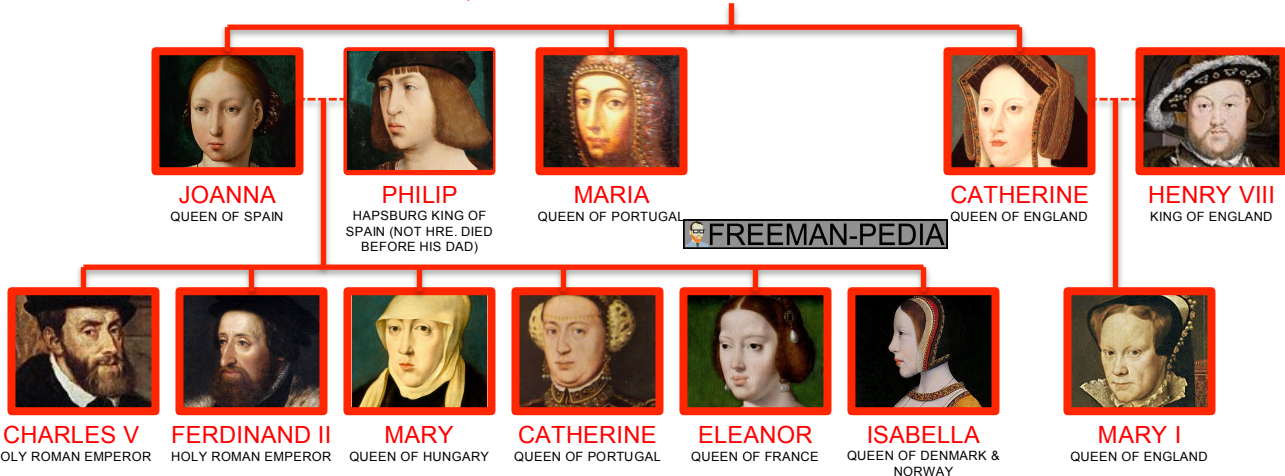 JOANNA
QUEEN OF SPAIN
PHILIP
HAPSBURG KING OF
SPAIN (NOT HRE. DIED
BEFORE HIS DAD)
MARIA
QUEEN OF PORTUGAL
CATHERINE
QUEEN OF ENGLAND
HENRY VIII
KING OF ENGLAND
FREEMAN-PEDIA
CHARLES V
OLY ROMAN EMPEROR
FERDINAND II
HOLY ROMAN EMPEROR
MARY
QUEEN OF HUNGARY
CATHERINE
QUEEN OF PORTUGAL
ELEANOR
QUEEN OF FRANCE
ISABELLA
QUEEN OF DENMARK &
NORWAY
MARY I
QUEEN OF ENGLAND